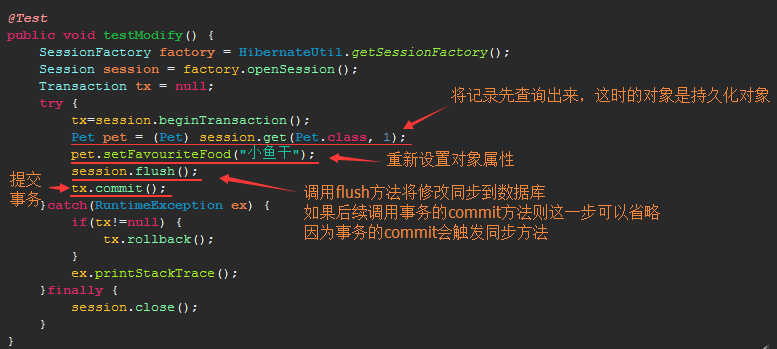 @Test
public void testModify() {
SessionFactory factory = HibernateUtil.getSessionFactory();
Session session = factory.openSession();
Transaction tx = null;
try {
将记录先查询出来，这时的对象是持久化对象
tx=session.beginTransaction();
Pet pet = (Pet) session.get(Pet.class, 1);
pet.setFavouriteFood("小鱼干");
重新设置对象属性
session.flush();
提交
事务
tx.commit();
调用flush方法将修改同步到数据库
}catch(RuntimeException ex) {
如果后续调用事务的commit方法则这一步可以省略
if(tx!=null) {
因为事务的commit会触发同步方法
tx.rollback();
}
ex.printStackTrace();
}finally {
session.close();
}
}